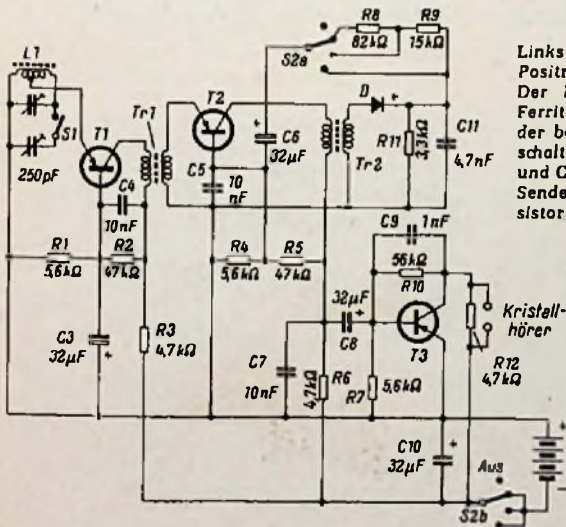 L1
S1
250pF
T1
C4
10nF
Tr1
R1
5,6kΩ
R2
47kΩ
C3
32µF
+
R3
4,7kΩ
T2
C5
10
nF
C6
32µF
+
R4
5,6kΩ
R5
47kΩ
S2a
R8
82kΩ
R9
15kΩ
D
+
Tr2
R11
3,3kΩ
C11
4,7nF
C9
1nF
56kΩ
R10
32µF
+
C8
T3
C7
10nF
R6
4,7kΩ
R7
5,6kΩ
C10
32µF
+
Kristall-
hörer
R12
4,7kΩ
Aus
S2b
+
−
Links
Positr
Ferrit
der be
schalt
und C
Sende
sistor